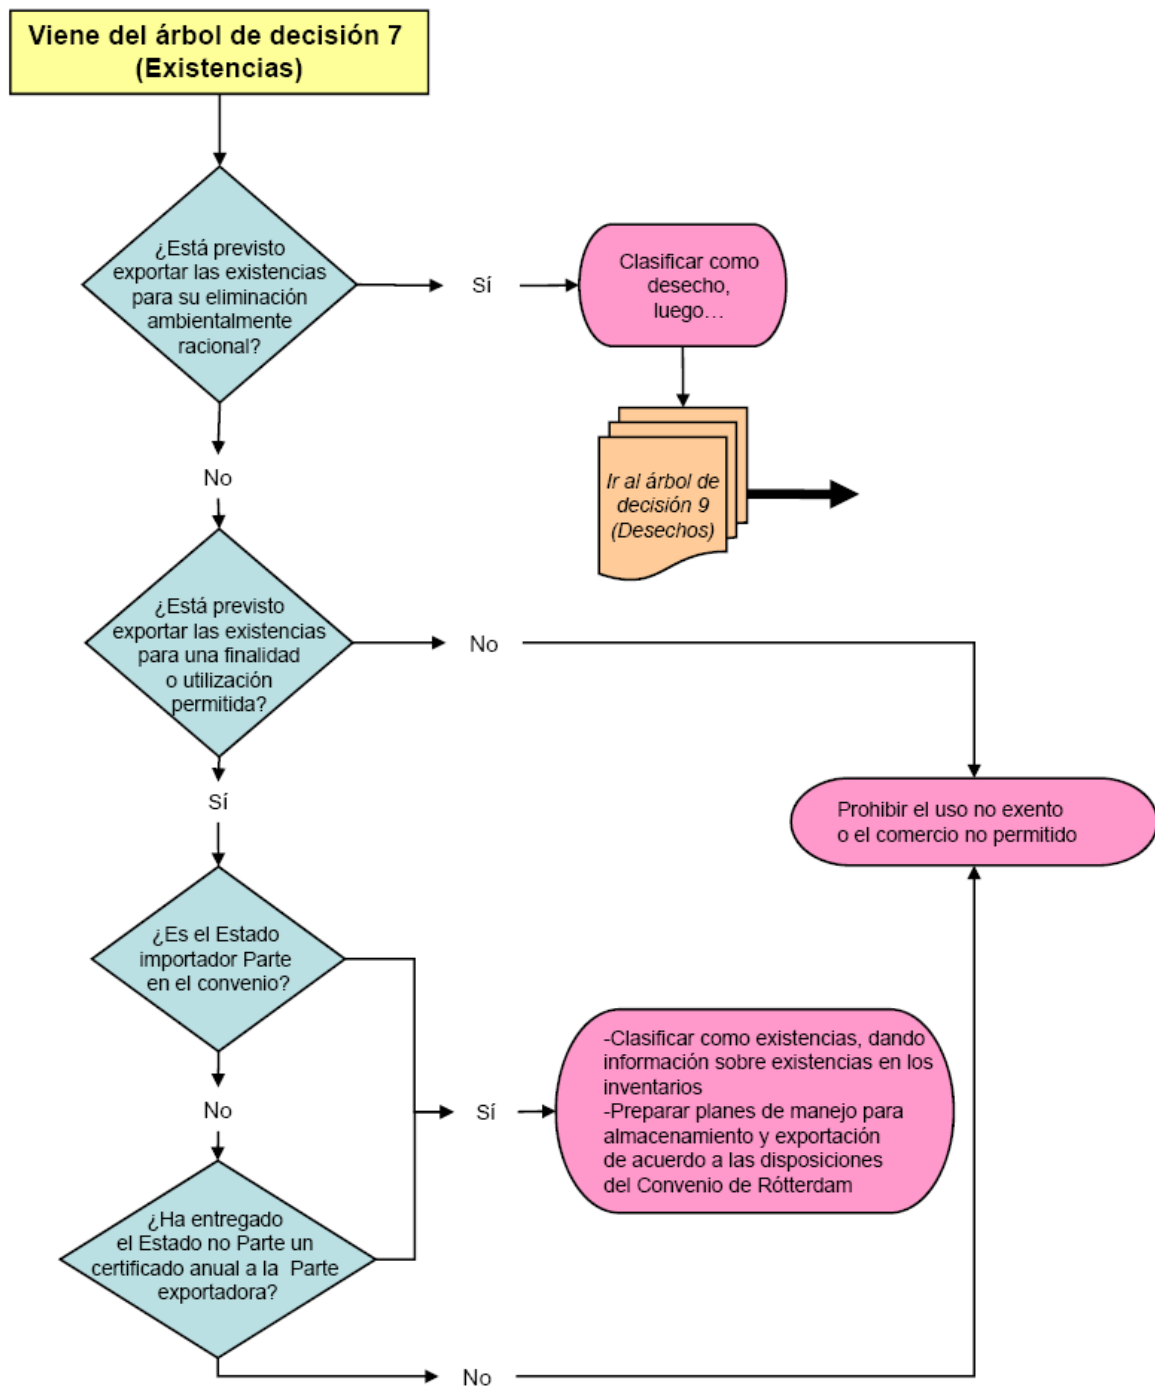 Viene del árbol de decisión 7
(Existencias)
¿Está previsto
exportar las existencias
para su eliminación
ambientalmente
racional?
Sí
Clasificar como
desecho,
luego…
Ir al árbol de
decisión 9
(Desechos)
No
¿Está previsto
exportar las existencias
para una finalidad
o utilización
permitida?
No
Prohibir el uso no exento
o el comercio no permitido
Sí
¿Es el Estado
importador Parte
en el convenio?
Sí
-Clasificar como existencias, dando
información sobre existencias en los
inventarios
-Preparar planes de manejo para
almacenamiento y exportación
de acuerdo a las disposiciones
del Convenio de Rótterdam
No
¿Ha entregado
el Estado no Parte un
certificado anual a la Parte
exportadora?
No